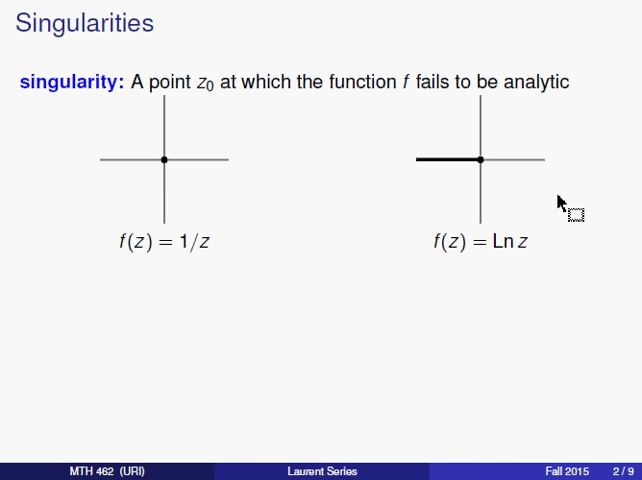 Singularities
singularity: A point z₀ at which the function f fails to be analytic
f(z) = 1/z
f(z) = Ln z
MTH 462 (URI)
Laurent Series
Fall 2015
2 / 9